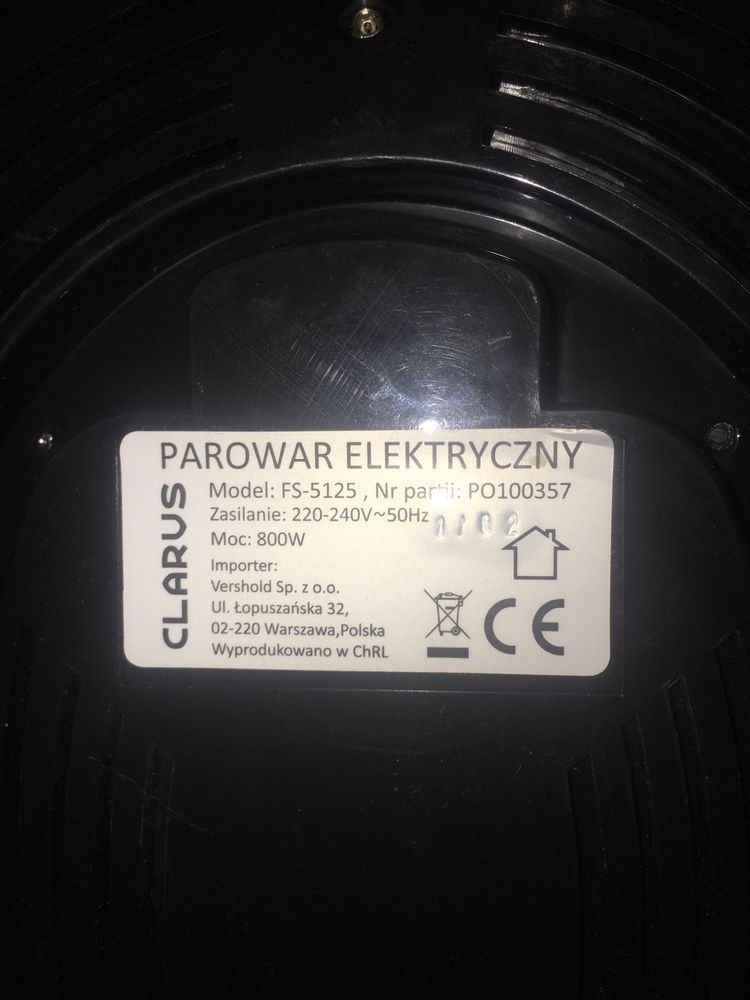 PAROWAR ELEKTRYCZNY
CLARUS
Model: FS-5125 , Nr partii: PO100357
Zasilanie: 220-240V~50Hz
Moc: 800W
Importer:
Vershold Sp. z o.o.
Ul. Łopuszańska 32,
02-220 Warszawa,Polska
Wyprodukowano w ChRL
CE